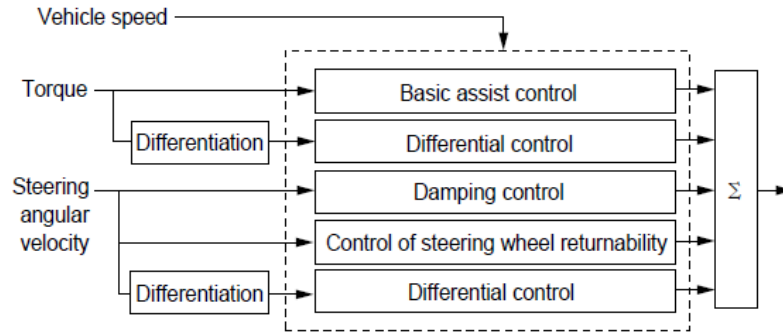 Vehicle speed
Torque
Basic assist control
Differentiation
Differential control
Steering
angular
velocity
Damping control
Control of steering wheel returnability
Differentiation
Differential control
Σ